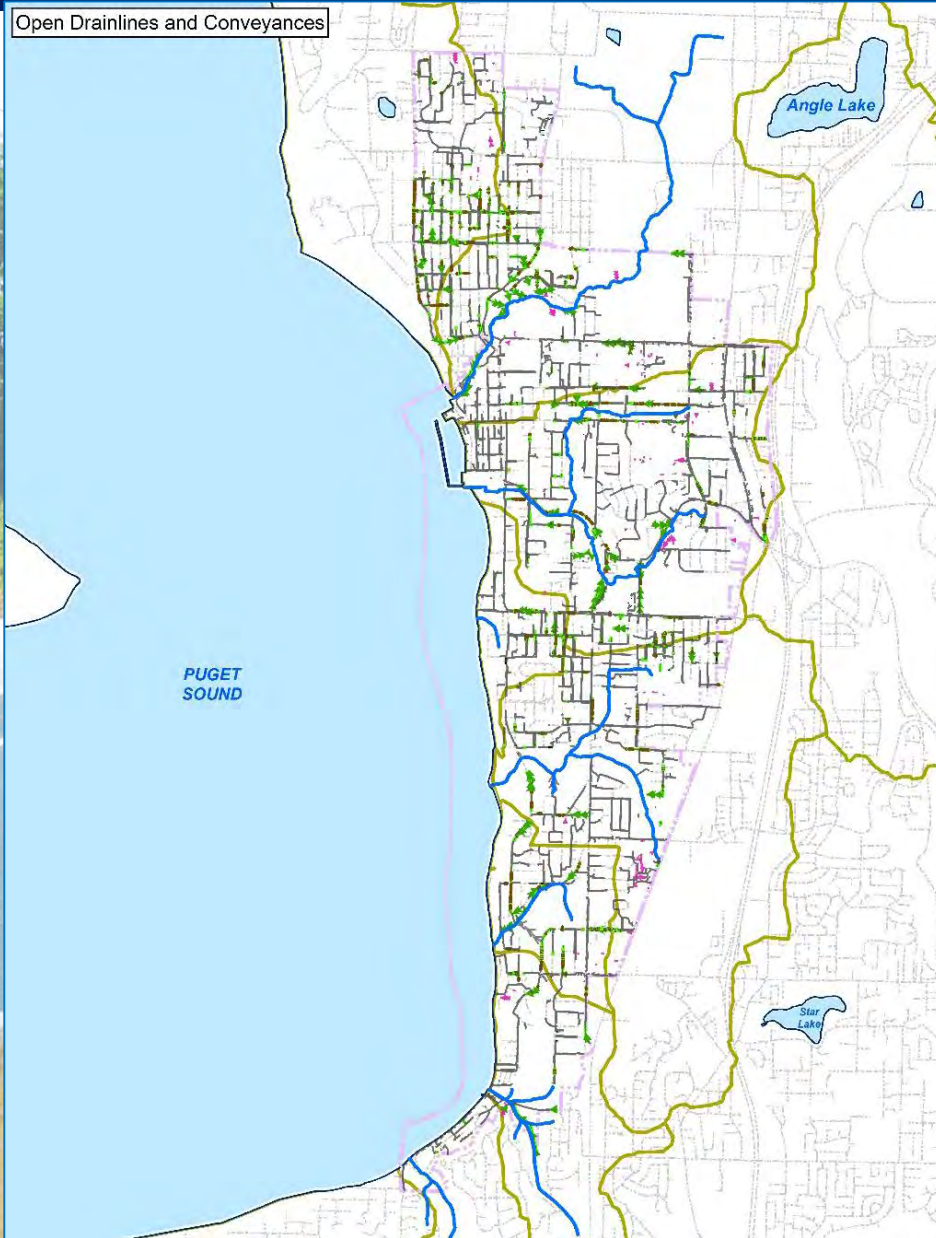 Open Drainlines and Conveyances
Angle Lake
PUGET
SOUND
Star
Lake